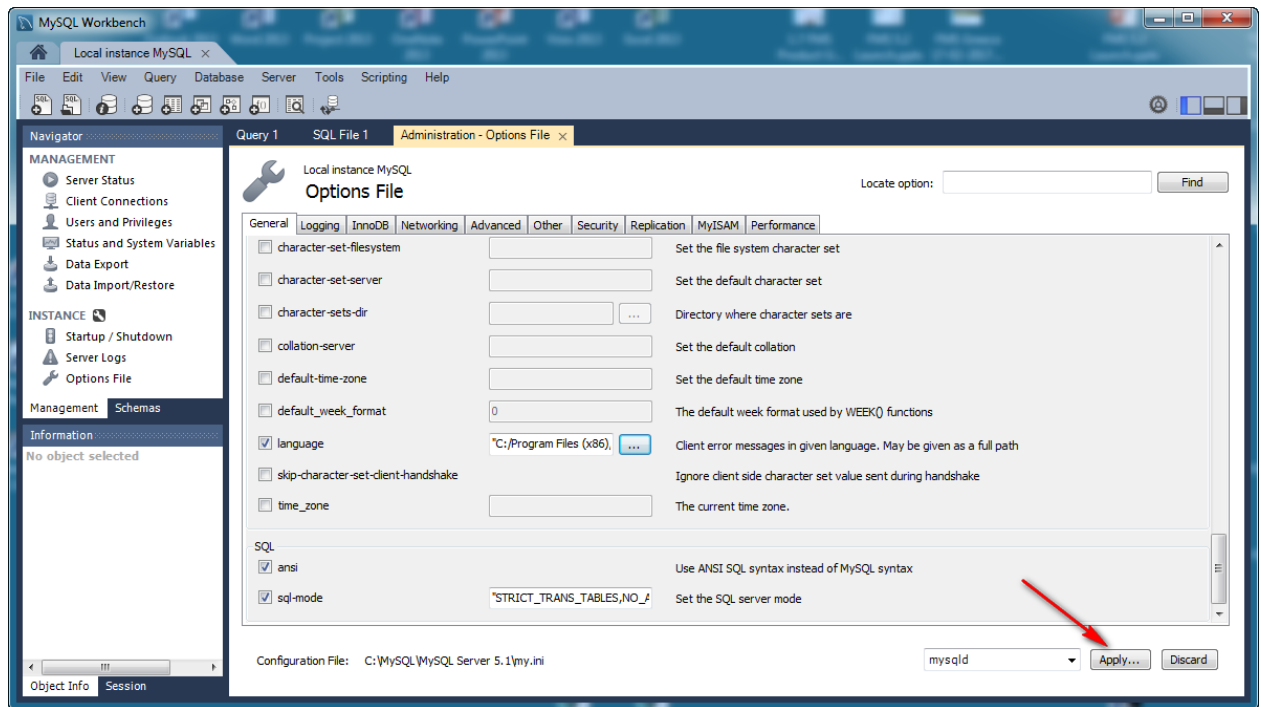 MySQL Workbench
Local instance MySQL ×
File Edit View Query Database Server Tools Scripting Help
Navigator
MANAGEMENT
Server Status
Client Connections
Users and Privileges
Status and System Variables
Data Export
Data Import/Restore
INSTANCE
Startup / Shutdown
Server Logs
Options File
Management Schemas
Information
No object selected
Object Info Session
Query 1 SQL File 1 Administration - Options File ×
Local instance MySQL
Options File
Locate option: Find
General Logging InnoDB Networking Advanced Other Security Replication MyISAM Performance
character-set-filesystem Set the file system character set
character-set-server Set the default character set
character-sets-dir ... Directory where character sets are
collation-server Set the default collation
default-time-zone Set the default time zone
default_week_format 0 The default week format used by WEEK() functions
language "C:/Program Files (x86), ... Client error messages in given language. May be given as a full path
skip-character-set-client-handshake Ignore client side character set value sent during handshake
time_zone The current time zone.
SQL
ansi Use ANSI SQL syntax instead of MySQL syntax
sql-mode "STRICT_TRANS_TABLES,NO_A Set the SQL server mode
Configuration File: C:\MySQL\MySQL Server 5.1\my.ini mysqld Apply... Discard